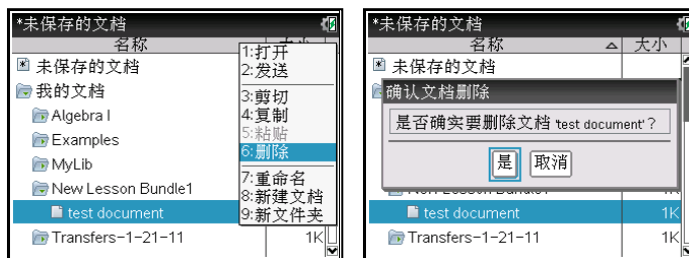 *未保存的文档
名称
1:打开
2:发送
3:剪切
4:复制
5:粘贴
6:删除
7:重命名
8:新建文档
9:新文件夹
未保存的文档
我的文档
Algebra I
Examples
MyLib
New Lesson Bundle1
test document
Transfers-1-21-11 1K
*未保存的文档
名称 大小
未保存的文档
确认文档删除
是否确实要删除文档 'test document'?
是 取消
test document 1K
Transfers-1-21-11 1K